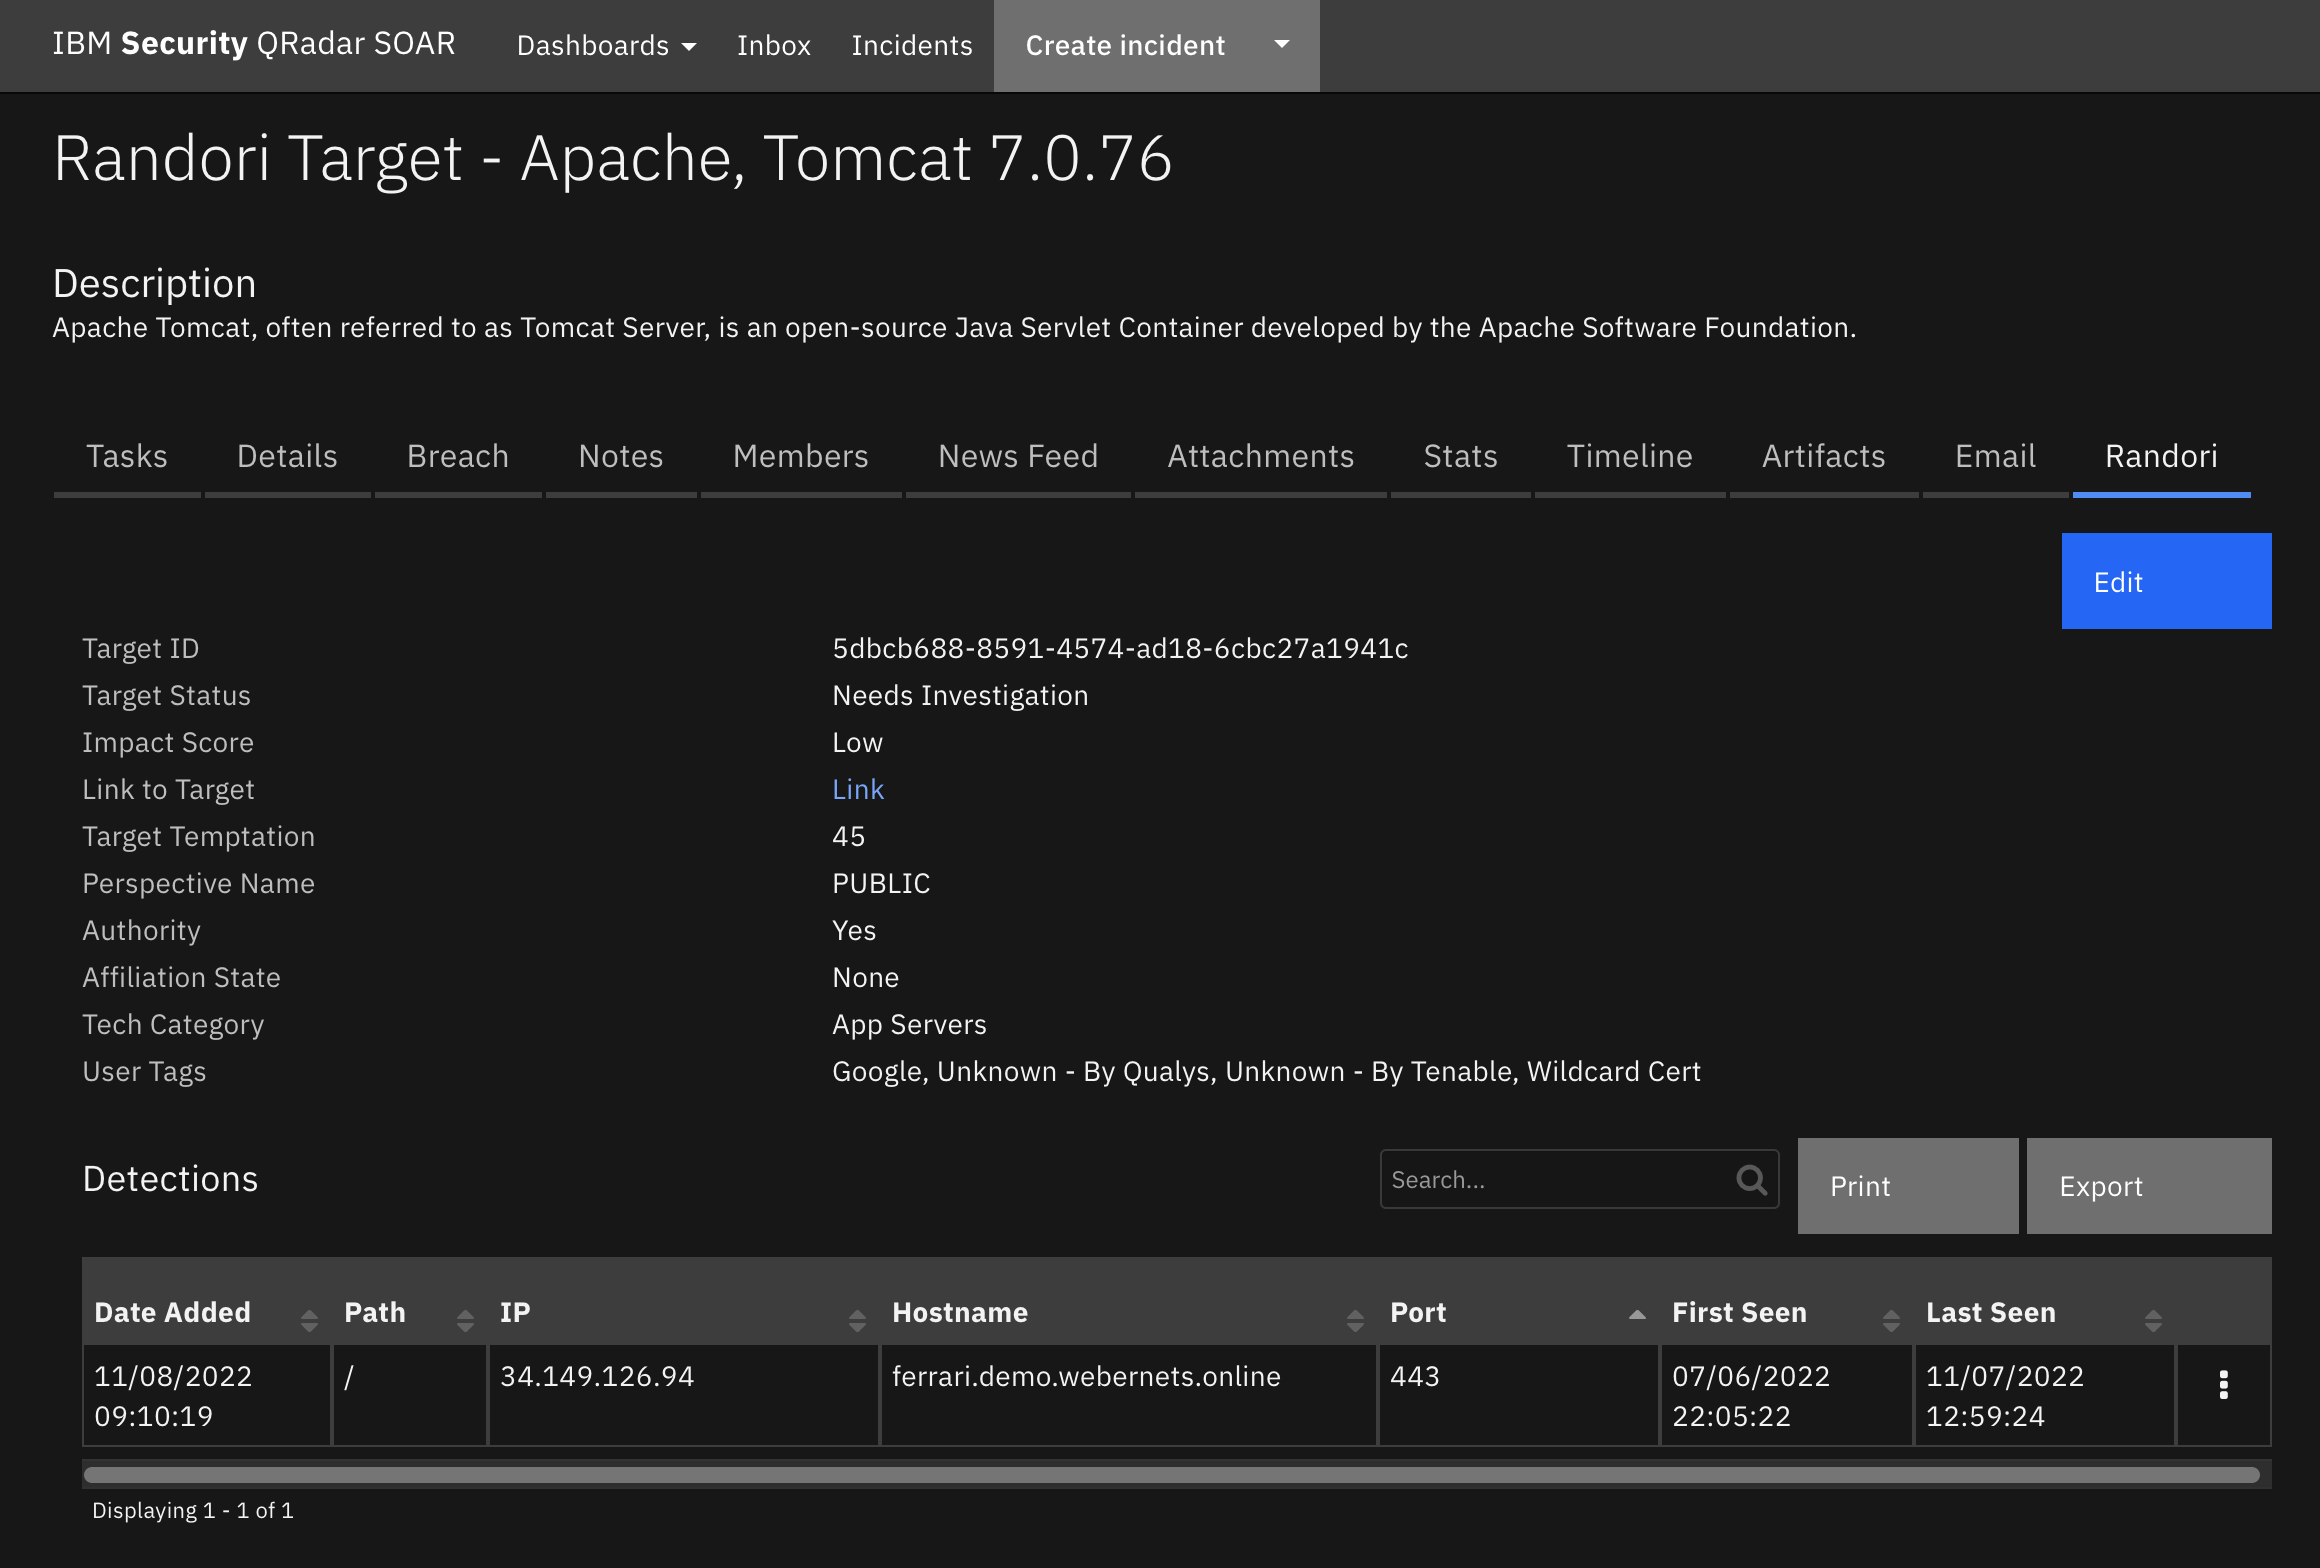 IBM Security QRadar SOAR Dashboards Inbox Incidents Create incident
Randori Target - Apache, Tomcat 7.0.76
Description
Apache Tomcat, often referred to as Tomcat Server, is an open-source Java Servlet Container developed by the Apache Software Foundation.
Tasks Details Breach Notes Members News Feed Attachments Stats Timeline Artifacts Email Randori
Edit
Target ID 5dbcb688-8591-4574-ad18-6cbc27a1941c
Target Status Needs Investigation
Impact Score Low
Link to Target Link
Target Temptation 45
Perspective Name PUBLIC
Authority Yes
Affiliation State None
Tech Category App Servers
User Tags Google, Unknown - By Qualys, Unknown - By Tenable, Wildcard Cert
Detections Search... Print Export
Date Added Path IP Hostname Port First Seen Last Seen
11/08/2022 / 34.149.126.94 ferrari.demo.webernets.online 443 07/06/2022 11/07/2022
09:10:19 22:05:22 12:59:24
Displaying 1 - 1 of 1